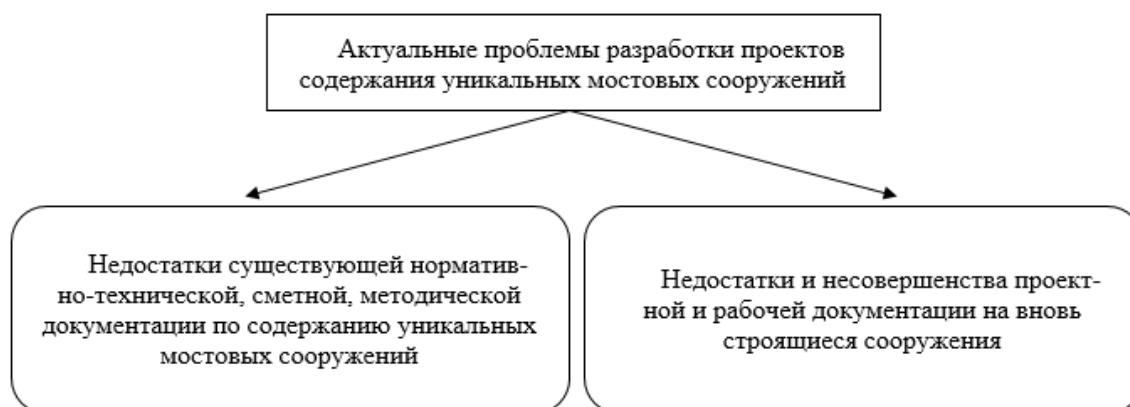 Актуальные проблемы разработки проектов
содержания уникальных мостовых сооружений
Недостатки существующей норматив-
но-технической, сметной, методической
документации по содержанию уникальных
мостовых сооружений
Недостатки и несовершенства проект-
ной и рабочей документации на вновь
строящиеся сооружения